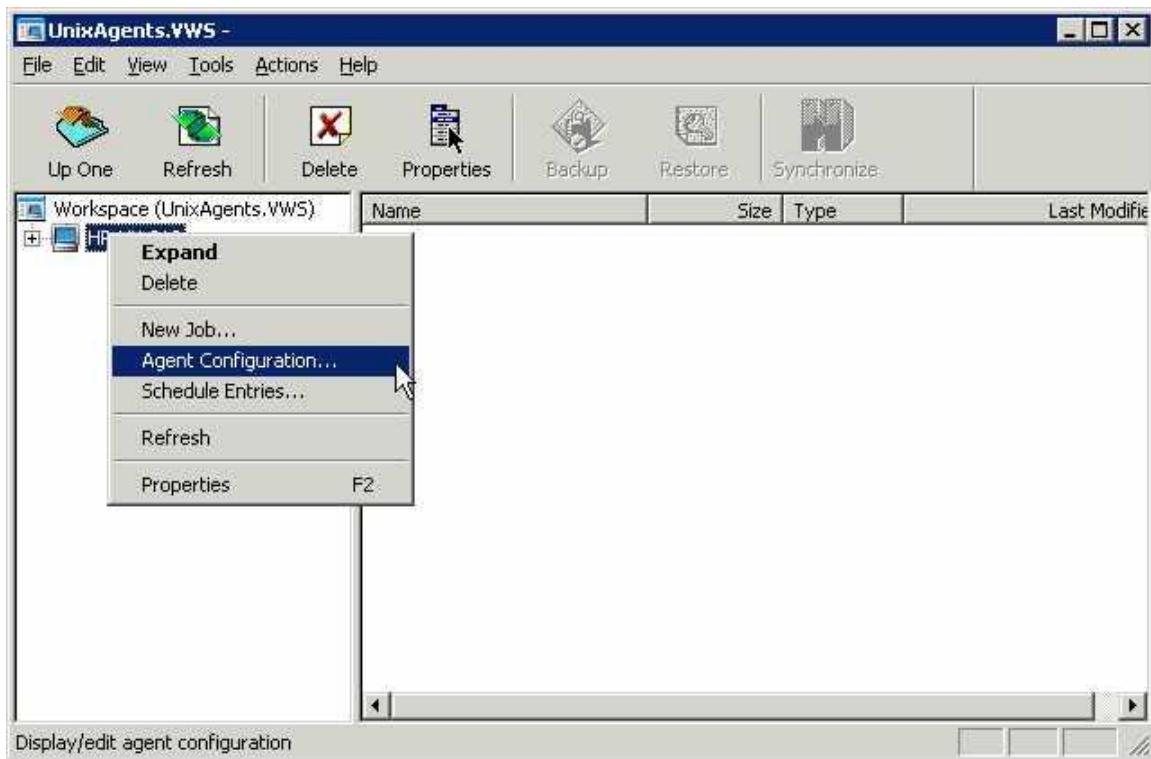 UnixAgents.VWS -
File Edit View Tools Actions Help
Up One Refresh Delete Properties Backup Restore Synchronize
Workspace (UnixAgents.VWS) Name Size Type Last Modifie
Expand
Delete
New Job...
Agent Configuration...
Schedule Entries...
Refresh
Properties F2
Display/edit agent configuration